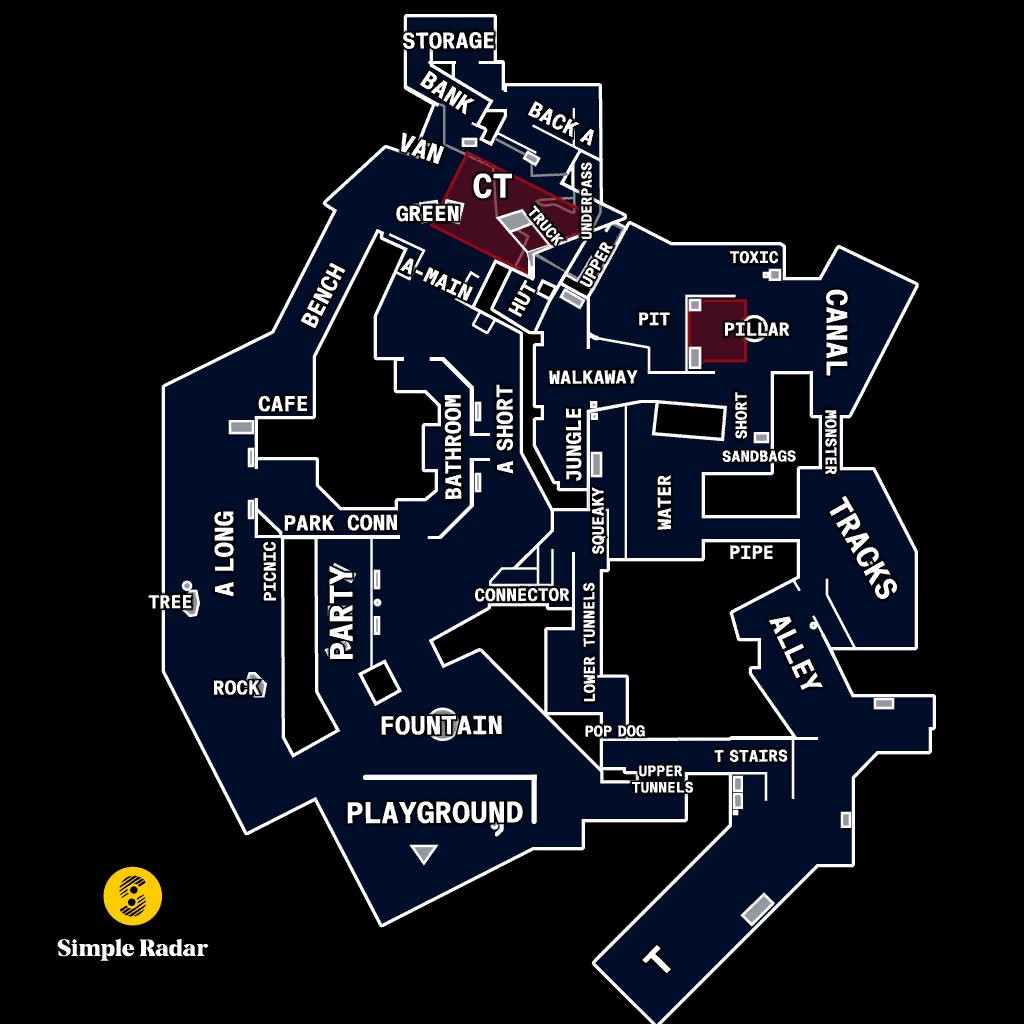 STORAGE
BANK
BACK A
VAN
CT
UNDERPASS
GREEN
TRUCK
UPPER
TOXIC
A-MAIN
HUT
BENCH
CANAL
PIT
PILLAR
WALKAWAY
CAFE
A SHORT
SHORT
BATHROOM
JUNGLE
MONSTER
SANDBAGS
WATER
SQUEAKY
PARK CONN
A LONG
TRACKS
PICNIC
PIPE
CONNECTOR
TREE
PARTY
LOWER TUNNELS
ALLEY
ROCK
FOUNTAIN
POP DOG
T STAIRS
UPPER
TUNNELS
PLAYGROUND
T
S
Simple Radar